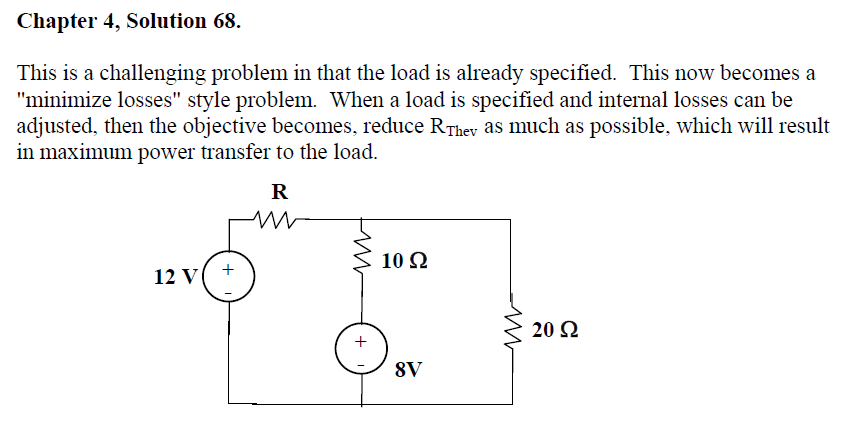 Chapter 4, Solution 68.
This is a challenging problem in that the load is already specified. This now becomes a
"minimize losses" style problem. When a load is specified and internal losses can be
adjusted, then the objective becomes, reduce RThev as much as possible, which will result
in maximum power transfer to the load.
R
10 Ω
12 V
+
-
20 Ω
+
-
8V